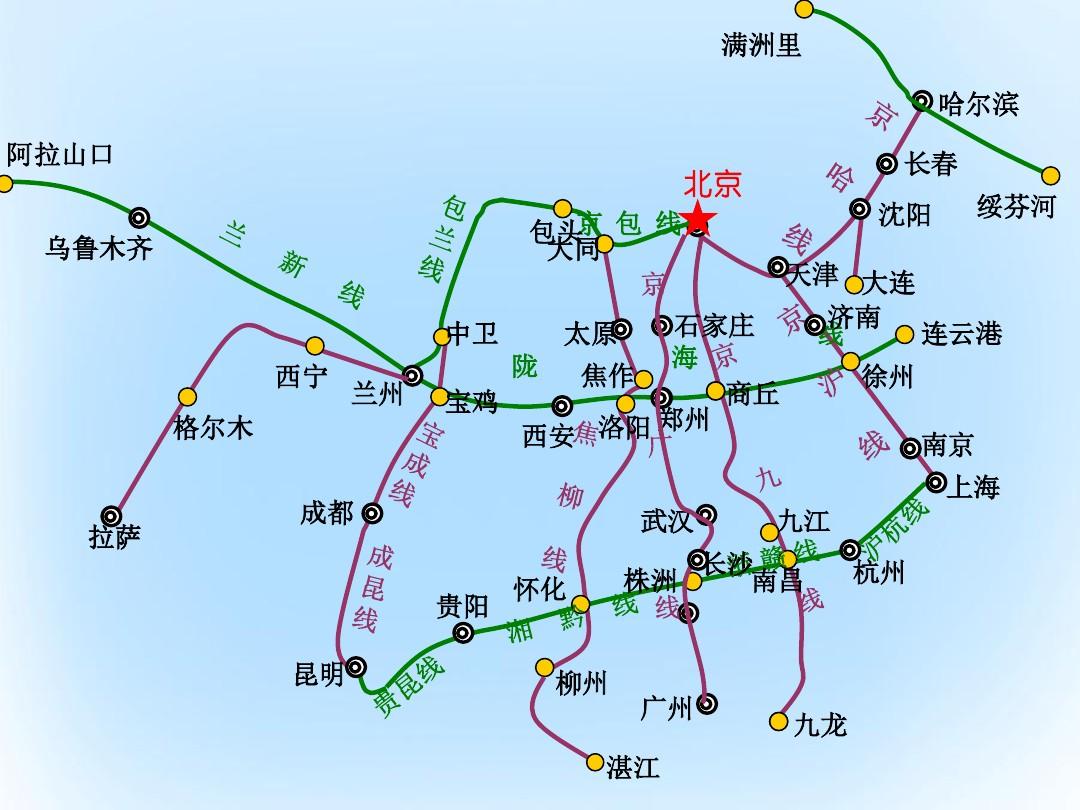 满洲里
哈尔滨
京
哈
线
长春
阿拉山口
绥芬河
北京
沈阳
乌鲁木齐
兰
新
线
包
兰
线
包头
京包线
大同
天津
大连
京
沪
线
济南
线
连云港
中卫
太原
石家庄
京
广
线
海
京
九
线
陇
西宁
兰州
焦作
徐州
宝鸡
商丘
格尔木
西安
洛阳
郑州
焦
柳
线
宝
成
线
南京
上海
拉萨
成都
武汉
九江
沪杭线
成
昆
线
长沙
赣
线
株洲
南昌
杭州
怀化
贵阳
湘
黔
线
昆明
贵昆线
柳州
广州
九龙
湛江